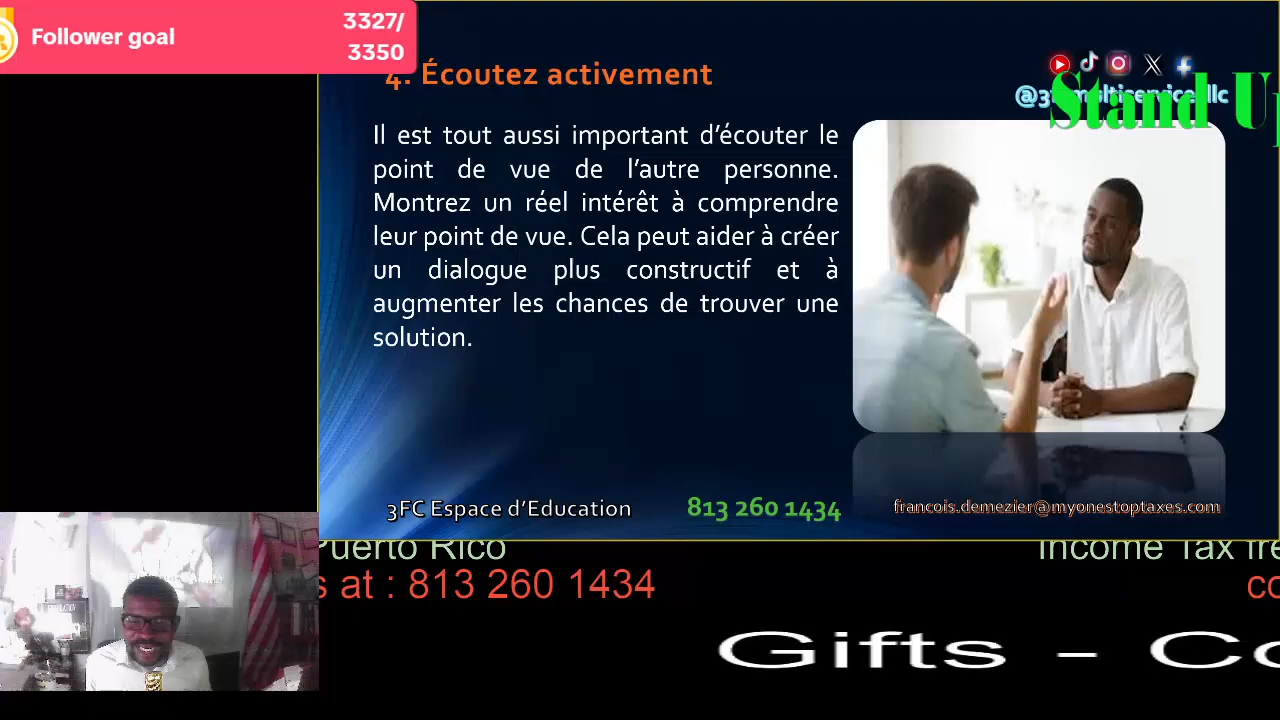 Follower goal
3327/
3350
4. Écoutez activement
Stand U
Il est tout aussi important d'écouter le
point de vue de l'autre personne.
Montrez un réel intérêt à comprendre
leur point de vue. Cela peut aider à créer
un dialogue plus constructif et à
augmenter les chances de trouver une
solution.
3FC Espace d'Education
813 260 1434
francois.demezier@myonestoptaxes.com
Puerto Rico
Income Tax fre
s at : 813 260 1434
co
Gifts - Co